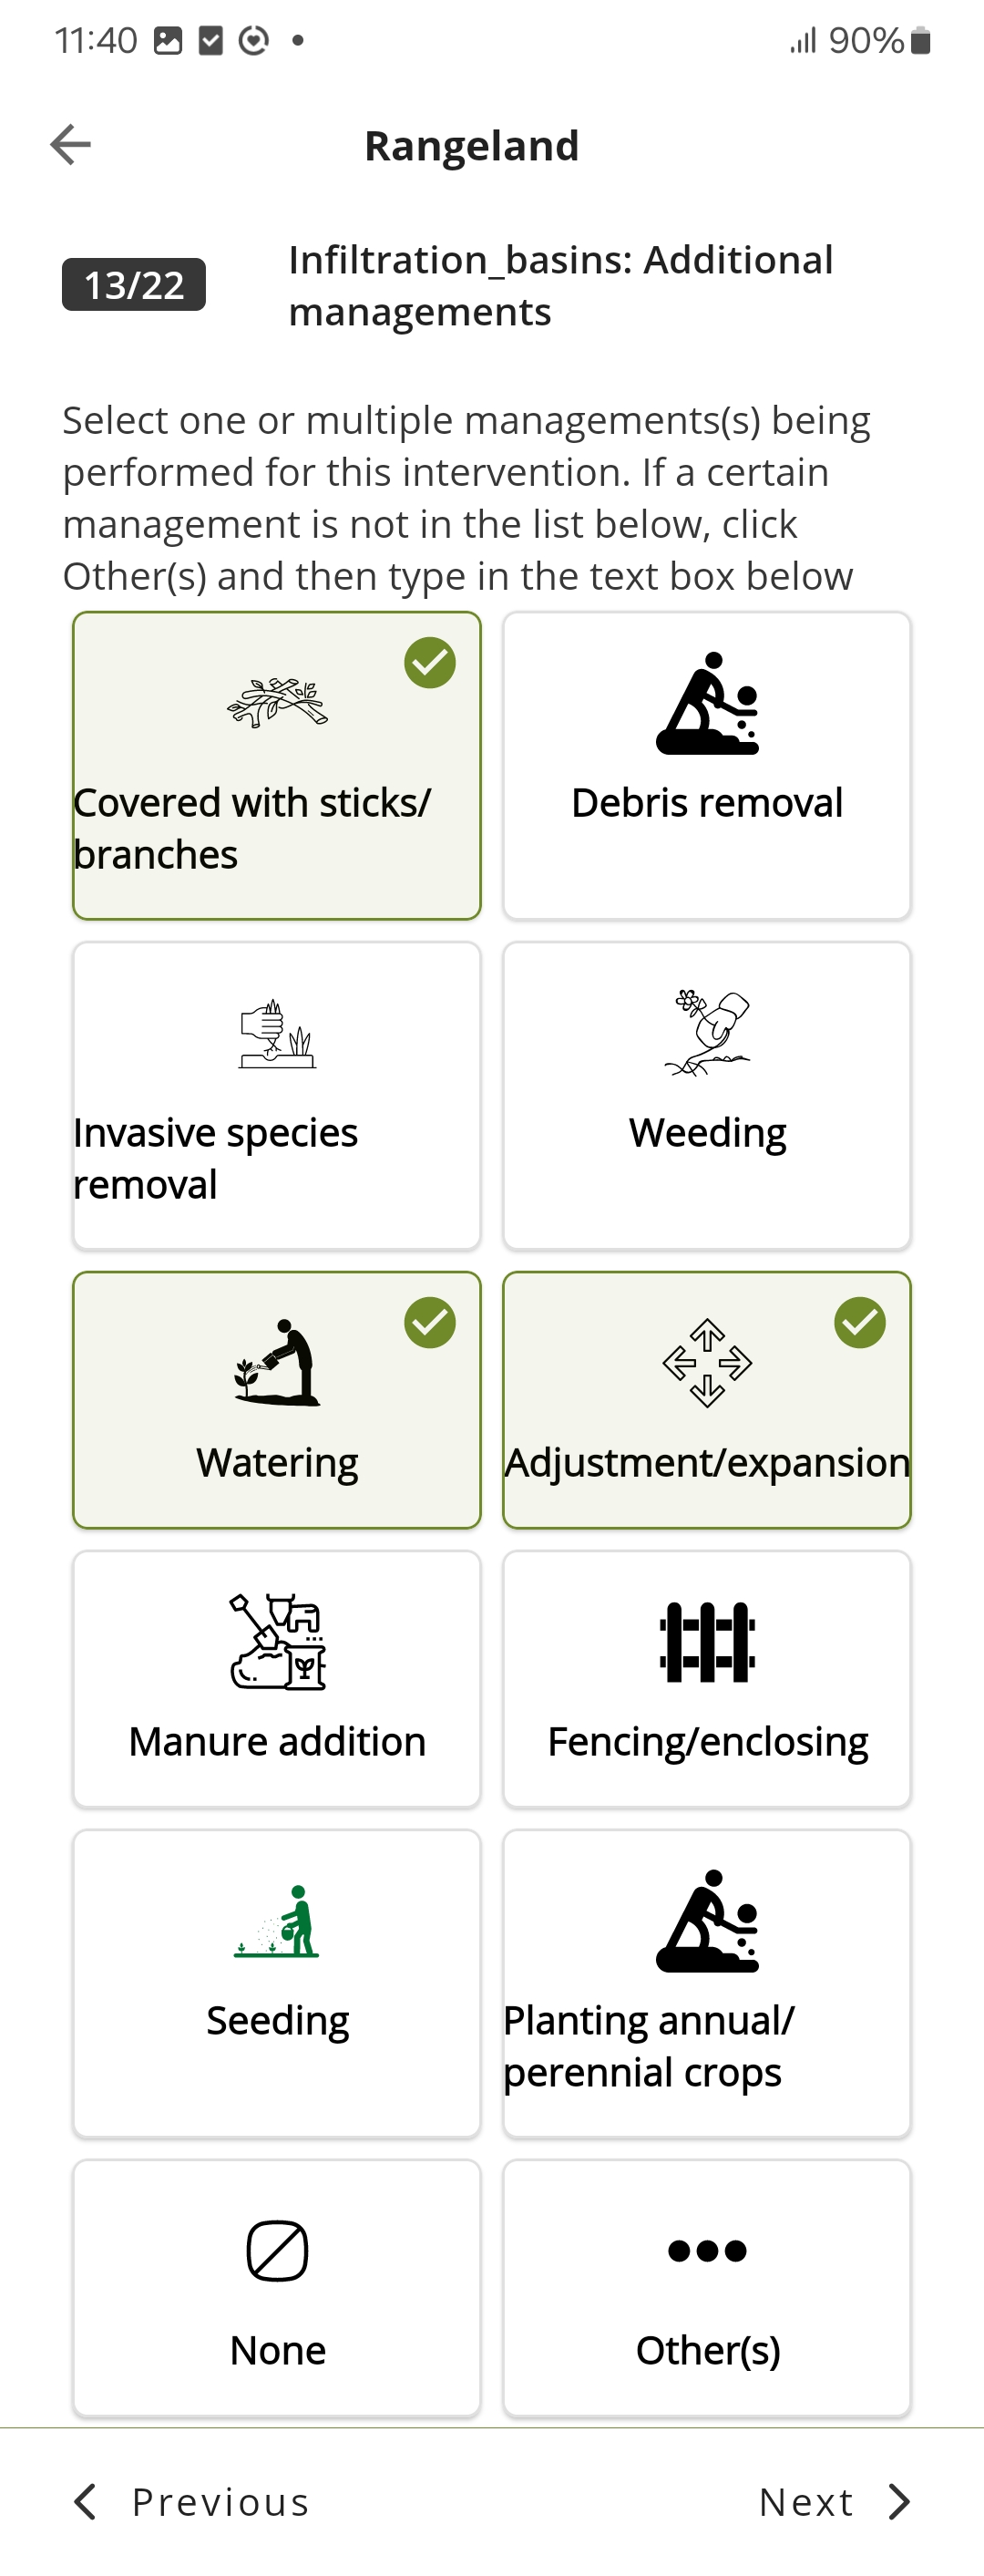 11:40
90%
Rangeland
13/22
Infiltration_basins: Additional
managements
Select one or multiple managements(s) being
performed for this intervention. If a certain
management is not in the list below, click
Other(s) and then type in the text box below
Covered with sticks/
branches
Debris removal
Invasive species
removal
Weeding
Watering
Adjustment/expansion
Manure addition
Fencing/enclosing
Seeding
Planting annual/
perennial crops
None
Other(s)
Previous
Next